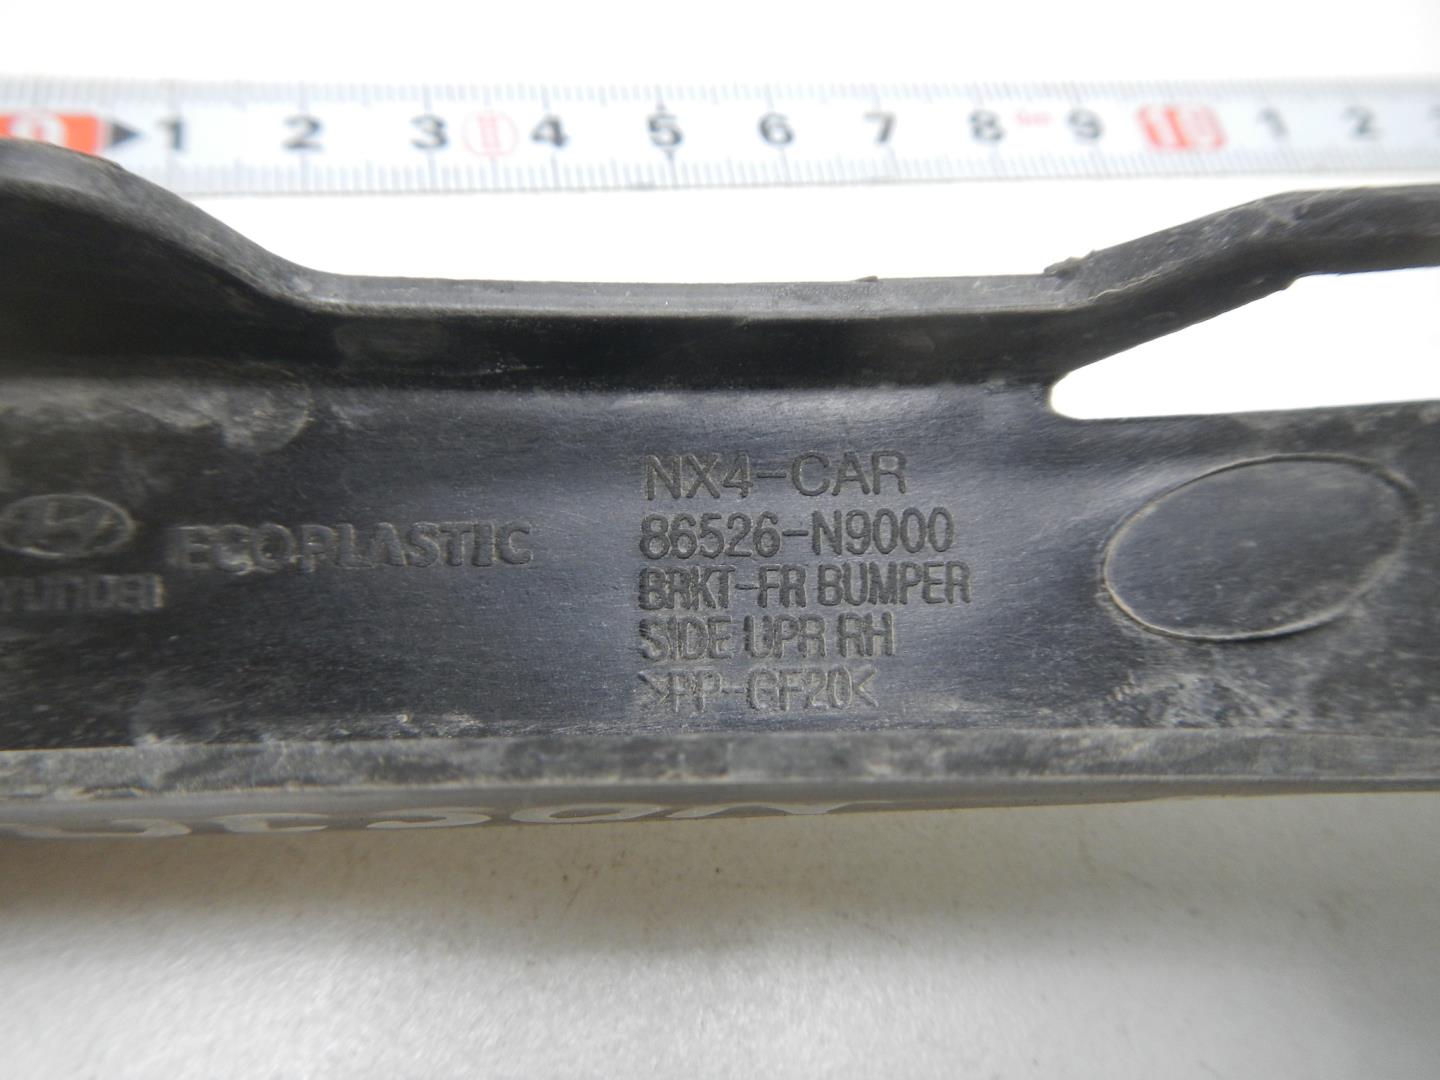 0 1 2 3 4 5 6 7 8 9 10 1 2
NX4-CAR
86526-N9000
BRKT-FR BUMPER
SIDE UPR RH
>PP-GF20<
ECOPLASTIC
HYUNDAI